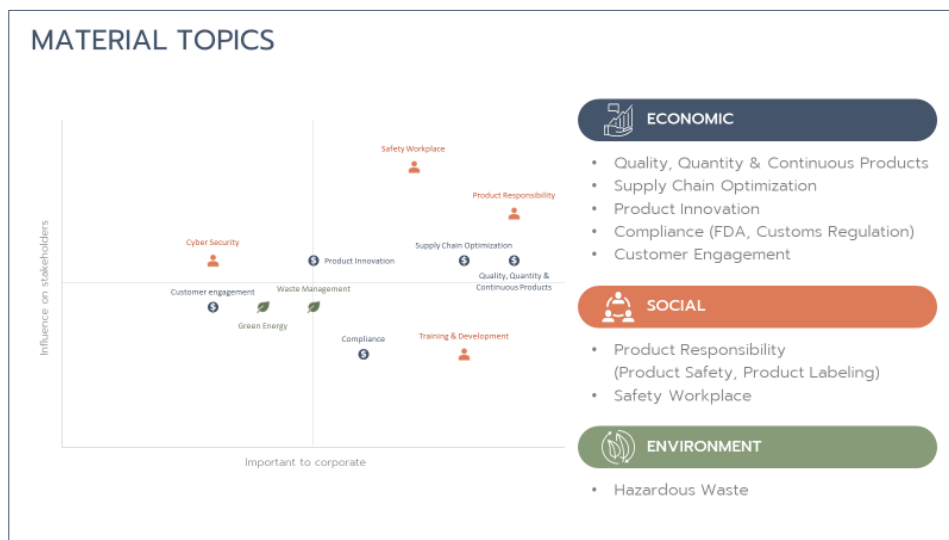 MATERIAL TOPICS
Influence on stakeholders
Safety Workplace
Product Responsibility
Cyber Security
Supply Chain Optimization
Product Innovation
Quality, Quantity &
Continuous Products
Customer engagement
Waste Management
Green Energy
Compliance
Training & Development
Important to corporate
ECONOMIC
• Quality, Quantity & Continuous Products
• Supply Chain Optimization
• Product Innovation
• Compliance (FDA, Customs Regulation)
• Customer Engagement
SOCIAL
• Product Responsibility
(Product Safety, Product Labeling)
• Safety Workplace
ENVIRONMENT
• Hazardous Waste